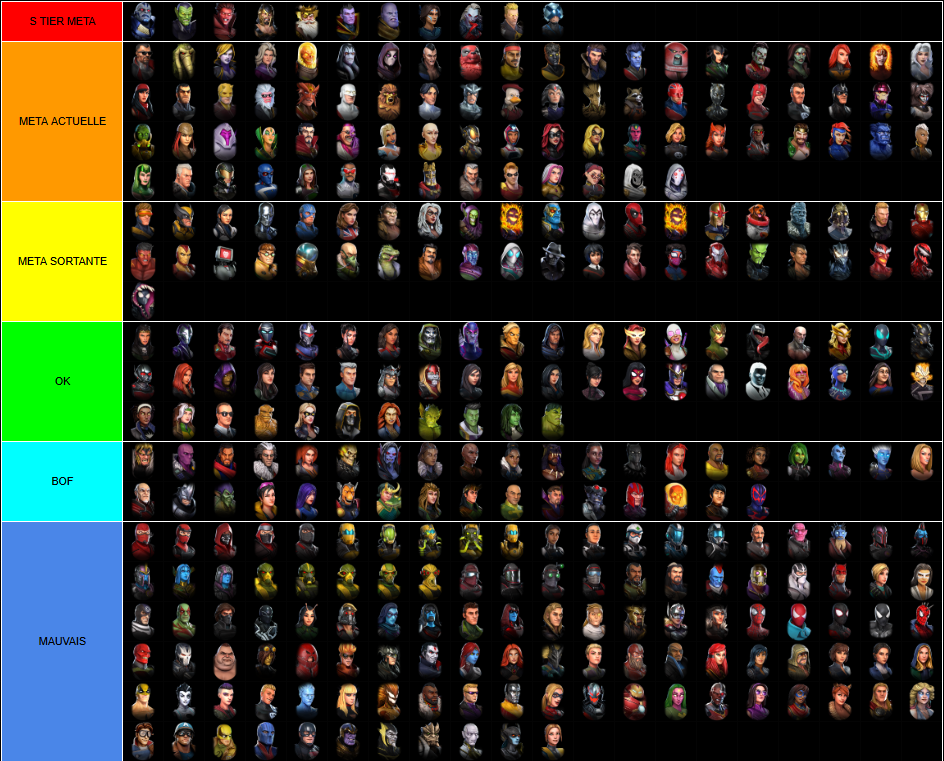 S TIER META
META ACTUELLE
META SORTANTE
OK
BOF
MAUVAIS